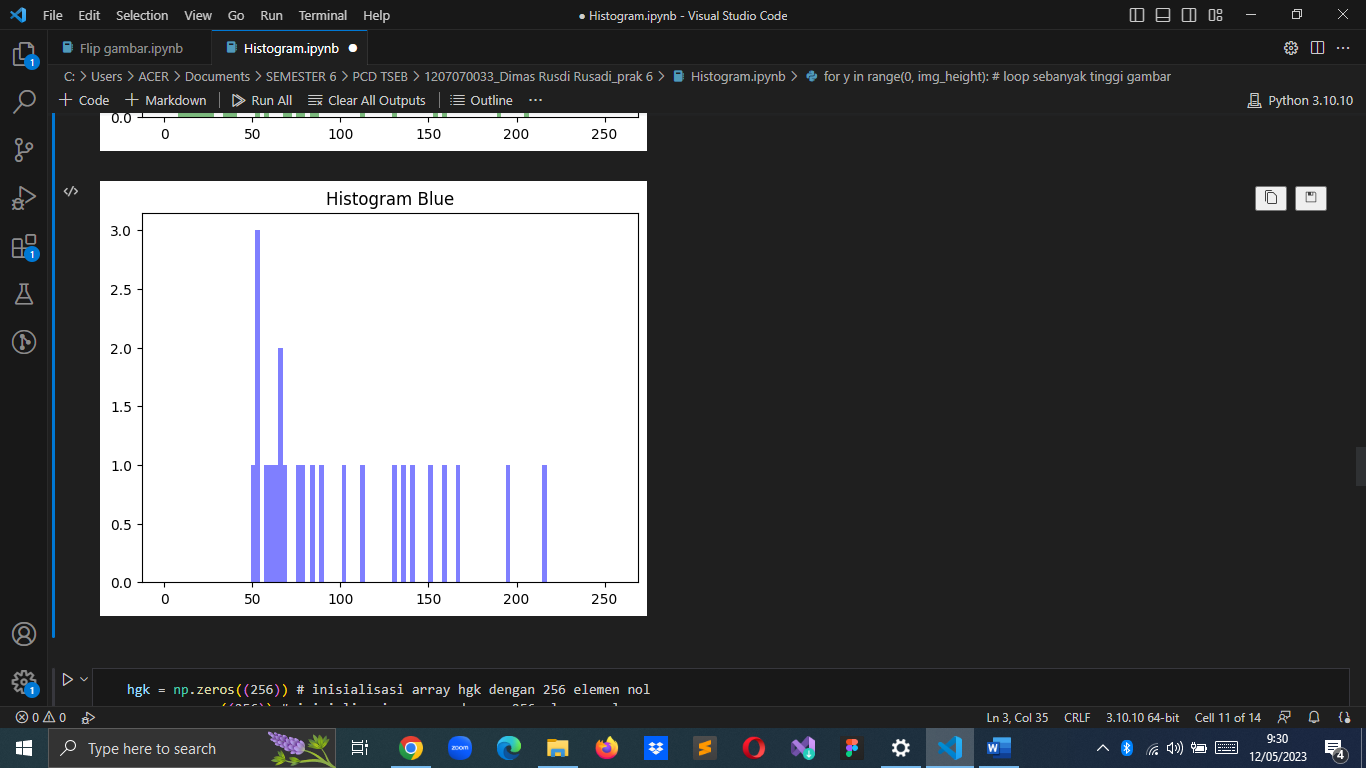 File Edit Selection View Go Run Terminal Help ● Histogram.ipynb - Visual Studio Code
Flip gambar.ipynb Histogram.ipynb ●
C: > Users > ACER > Documents > SEMESTER 6 > PCD TSEB > 1207070033_Dimas Rusdi Rusadi_prak 6 > Histogram.ipynb > for y in range(0, img_height): # loop sebanyak tinggi gambar
+ Code + Markdown Run All Clear All Outputs Outline ... Python 3.10.10
0.0
0 50 100 150 200 250
Histogram Blue
3.0
2.5
2.0
1.5
1.0
0.5
0.0
0 50 100 150 200 250
hgk = np.zeros((256)) # inisialisasi array hgk dengan 256 elemen nol
0 0 Ln 3, Col 35 CRLF 3.10.10 64-bit Cell 11 of 14
Type here to search zoom 9:30
12/05/2023 4
1
1
1